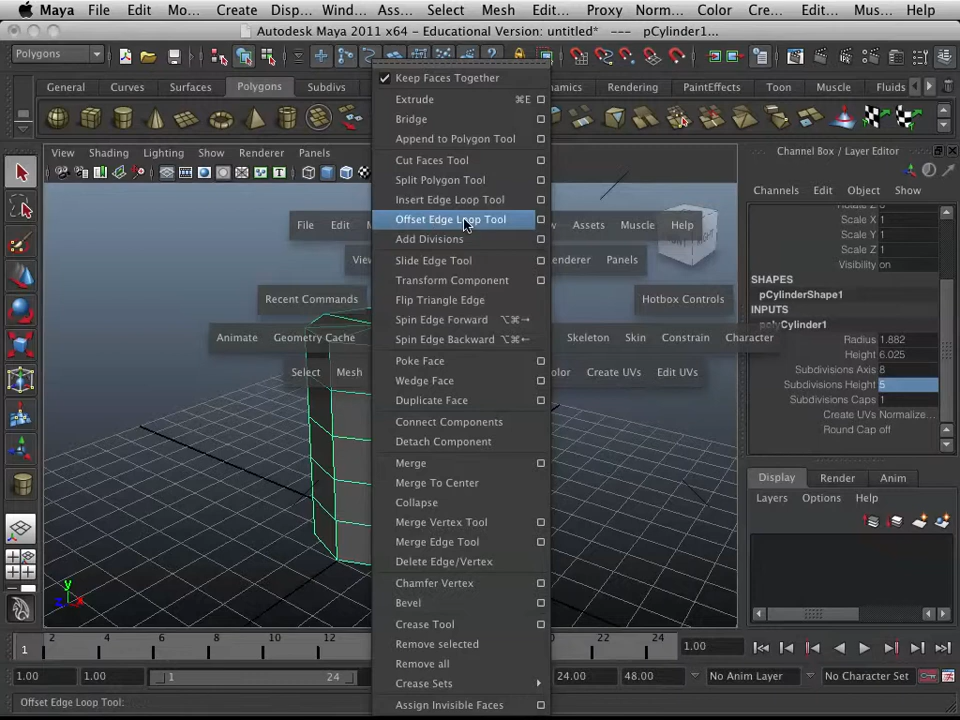 Maya File Edit Mo... Create Disp... Wind... Ass... Select Mesh Edit... Proxy Norm... Color Cre... Edit... Mus... Help
Autodesk Maya 2011 x64 - Educational Version: untitled* --- pCylinder1...
Polygons
General Curves Surfaces Polygons Subdivs namics Rendering PaintEffects Toon Muscle Fluids
View Shading Lighting Show Renderer Panels
Keep Faces Together
Extrude ⌘E
Bridge
Append to Polygon Tool
Cut Faces Tool
Split Polygon Tool
Insert Edge Loop Tool
Offset Edge Loop Tool
Add Divisions
Slide Edge Tool
Transform Component
Flip Triangle Edge
Spin Edge Forward ⌥⌘→
Spin Edge Backward ⌥⌘←
Poke Face
Wedge Face
Duplicate Face
Connect Components
Detach Component
Merge
Merge To Center
Collapse
Merge Vertex Tool
Merge Edge Tool
Delete Edge/Vertex
Chamfer Vertex
Bevel
Crease Tool
Remove selected
Remove all
Crease Sets
Assign Invisible Faces
File Edit Assets Muscle Help
View enderer Panels
Recent Commands Hotbox Controls
Animate Geometry Cache Skeleton Skin Constrain Character
Select Mesh olor Create UVs Edit UVs
y
Channel Box / Layer Editor
Channels Edit Object Show
Scale X 1
Scale Y 1
Scale Z 1
Visibility on
SHAPES
pCylinderShape1
INPUTS
polyCylinder1
Radius 1.882
Height 6.025
Subdivisions Axis 8
Subdivisions Height 5
Subdivisions Caps 1
Create UVs Normalize...
Round Cap off
Display Render Anim
Layers Options Help
1 2 4 6 8 10 12 22 24 1.00
1.00 1.00 1 24 24.00 48.00 No Anim Layer No Character Set
Offset Edge Loop Tool: